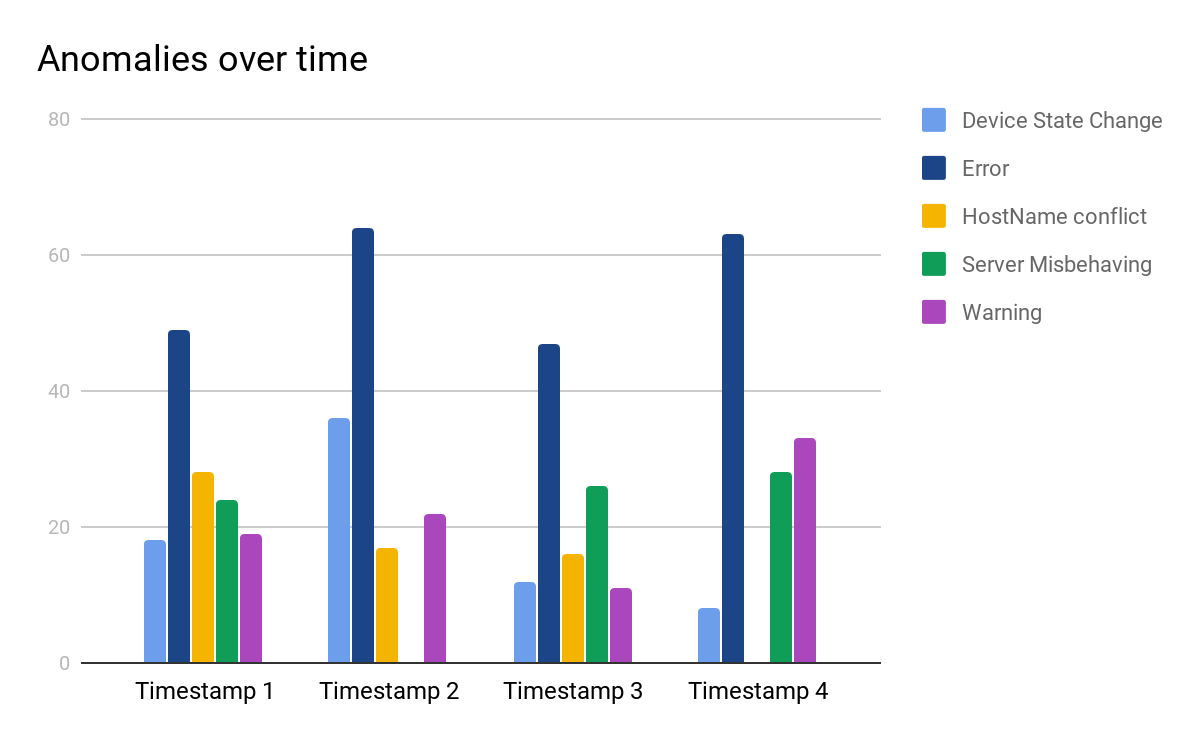 Anomalies over time
80
60
40
20
0
Timestamp 1
Timestamp 2
Timestamp 3
Timestamp 4
Device State Change
Error
HostName conflict
Server Misbehaving
Warning